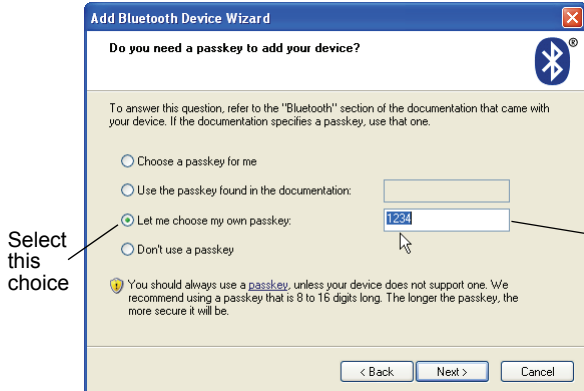 Add Bluetooth Device Wizard
Do you need a passkey to add your device?
®
To answer this question, refer to the "Bluetooth" section of the documentation that came with
your device. If the documentation specifies a passkey, use that one.
Choose a passkey for me
Use the passkey found in the documentation:
Let me choose my own passkey: 1234
Don't use a passkey
Select
this
choice
You should always use a passkey, unless your device does not support one. We
recommend using a passkey that is 8 to 16 digits long. The longer the passkey, the
more secure it will be.
< Back Next > Cancel